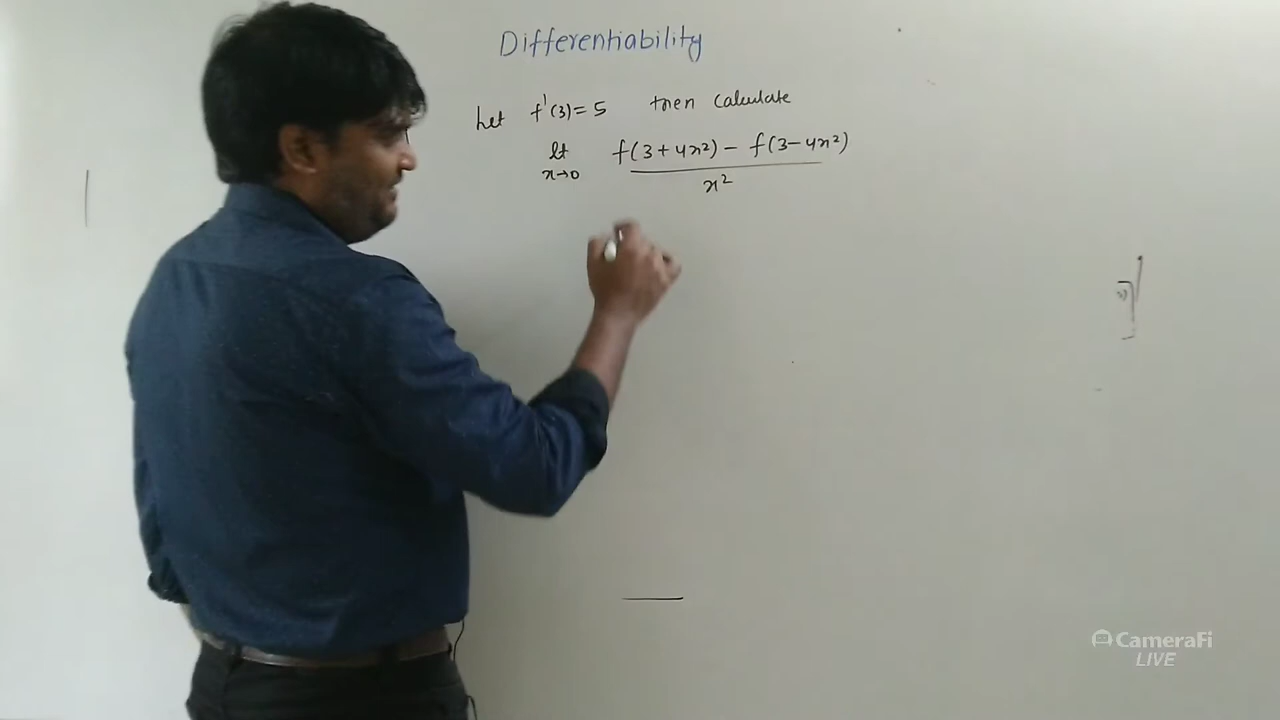 Differentiability
Let f'(3) = 5 then calculate
lt f(3+4x²) - f(3-4x²)
x→0 x²
CameraFi
LIVE